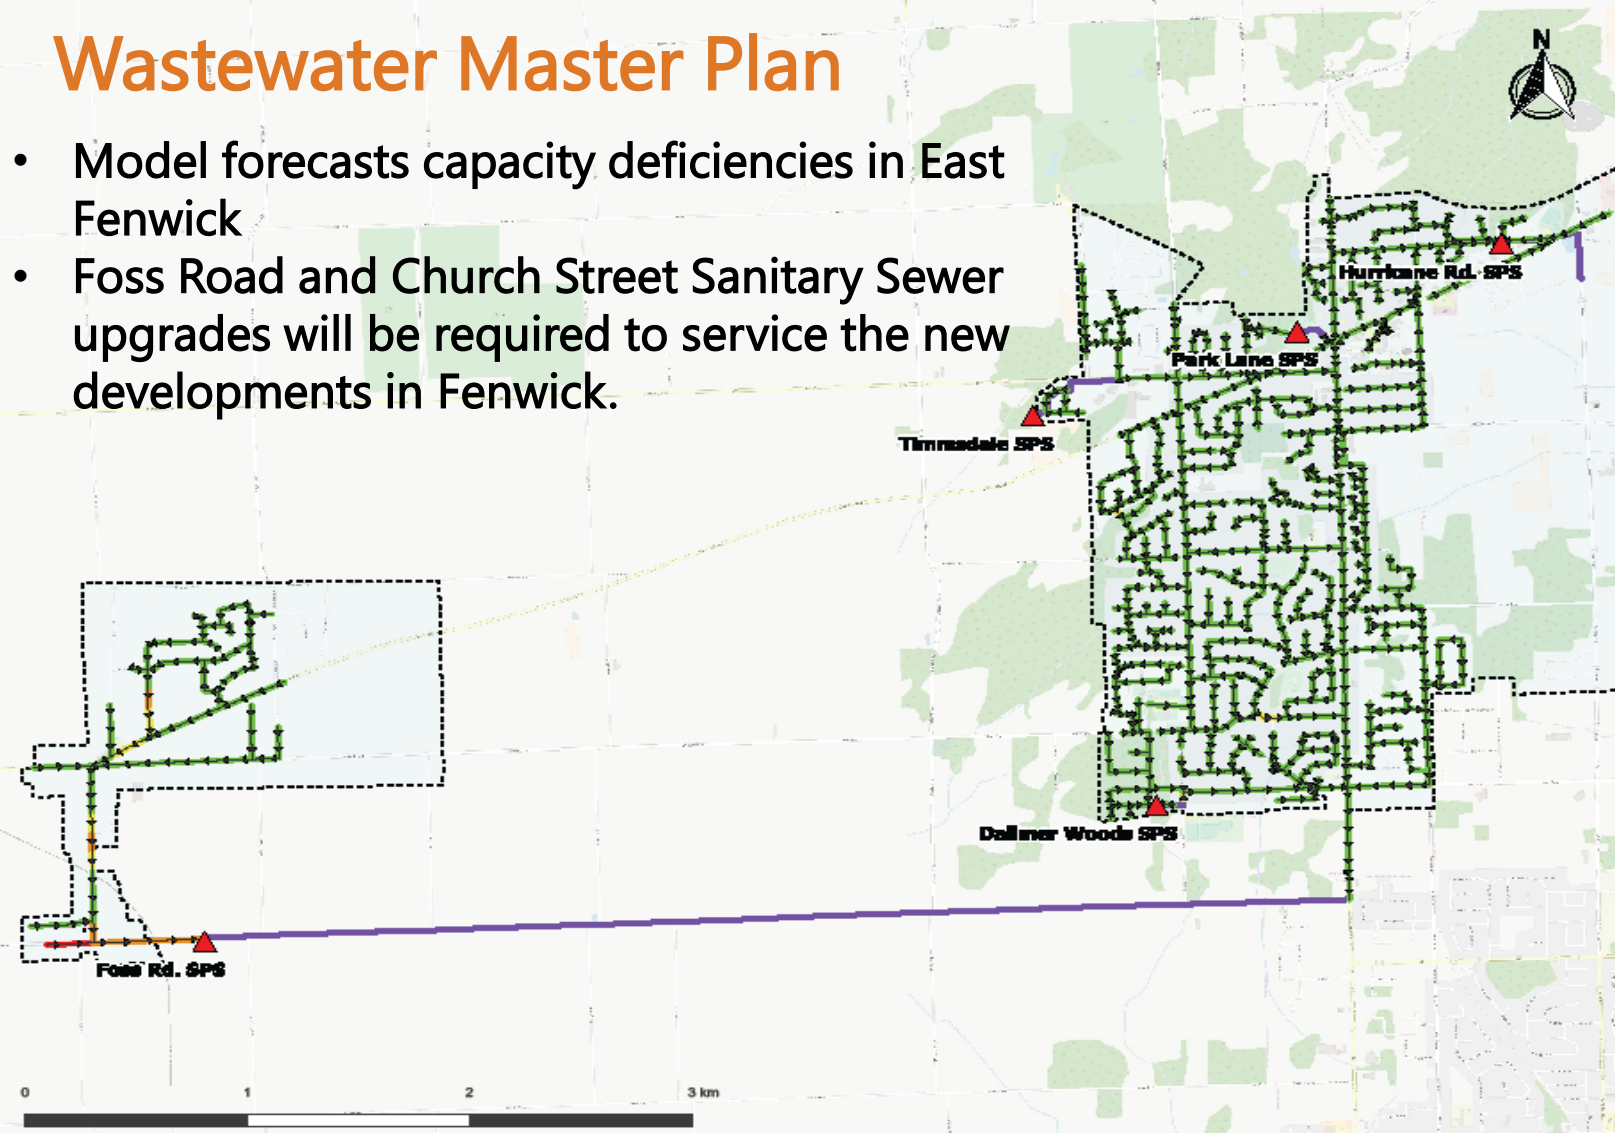 Wastewater Master Plan
N
• Model forecasts capacity deficiencies in East
Fenwick
• Foss Road and Church Street Sanitary Sewer
upgrades will be required to service the new
developments in Fenwick.
Hurricane Rd. SPS
Park Lane SPS
Timmsdale SPS
Dallmer Woods SPS
Foss Rd. SPS
0 1 2 3 km